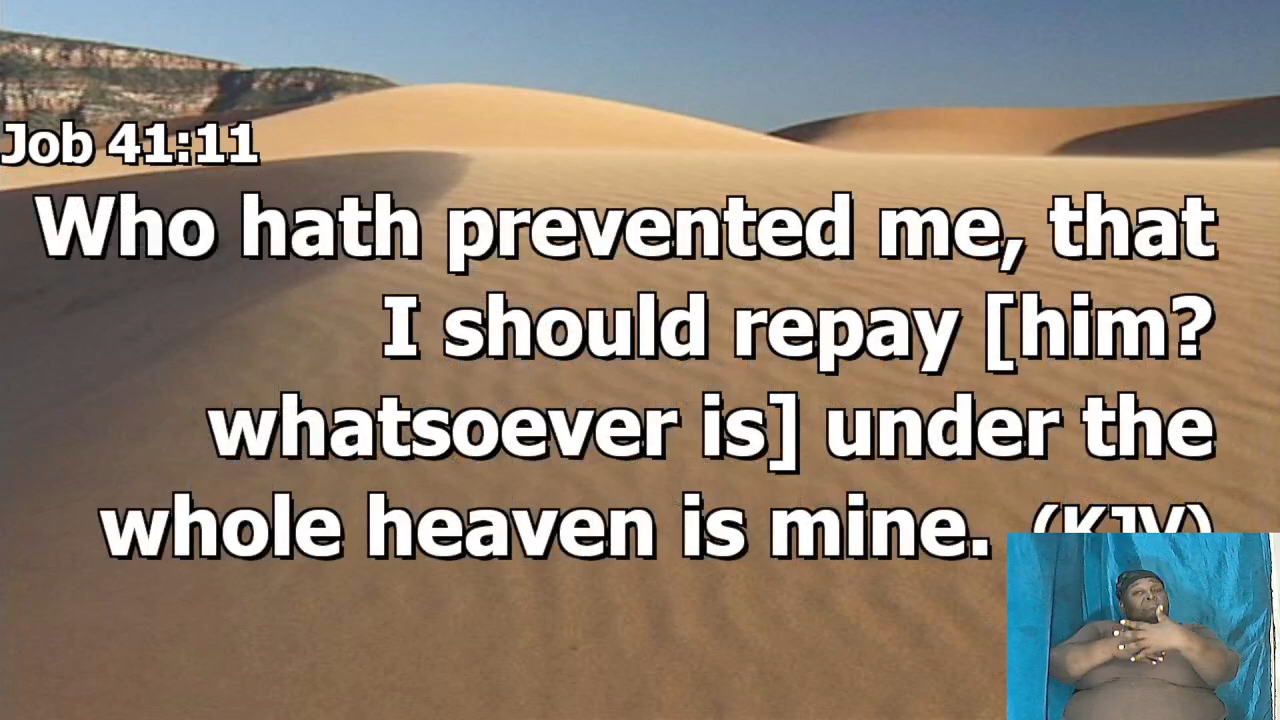 Job 41:11
Who hath prevented me, that
I should repay [him?
whatsoever is] under the
whole heaven is mine. (KJV)